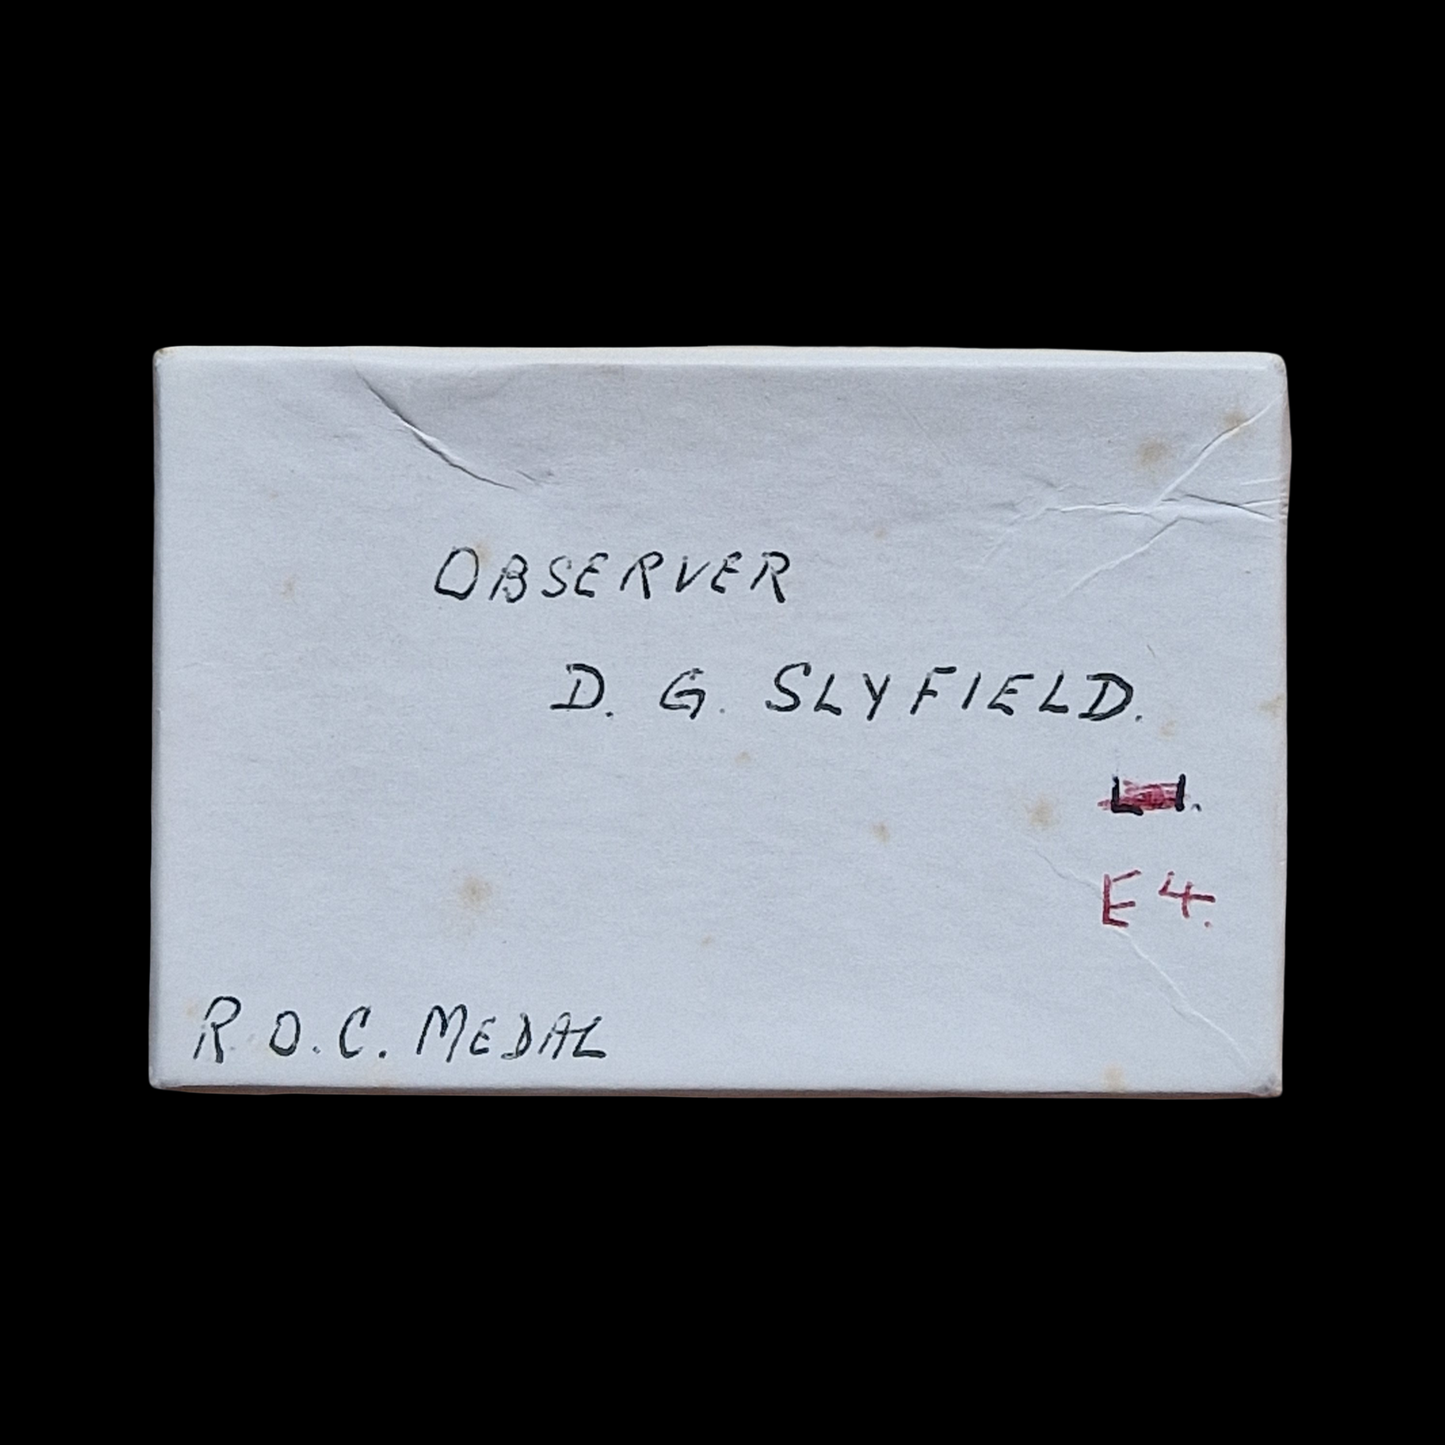 OBSERVER
D. G. SLYFIELD.
E4.
R.O.C. MEDAL